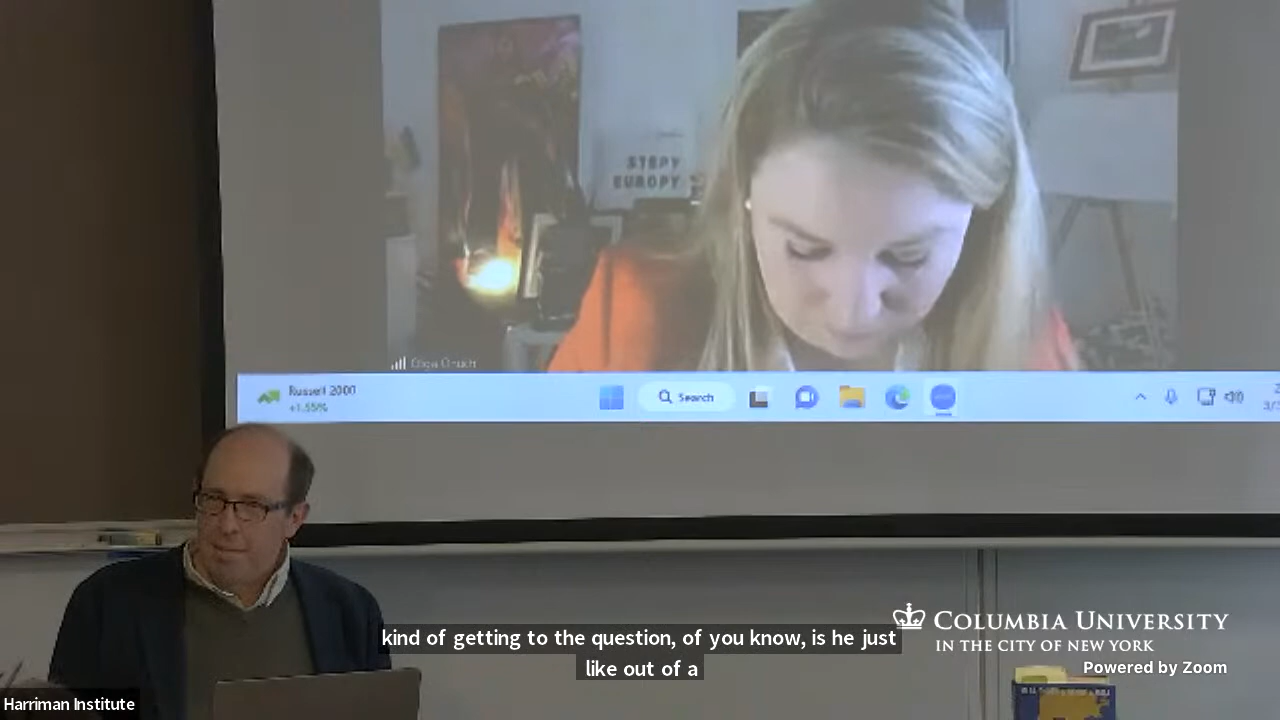 STEPY
EUROPY
Russell 2000
+1.55%
Search
COLUMBIA UNIVERSITY
IN THE CITY OF NEW YORK
kind of getting to the question, of you know, is he just
like out of a
Powered by Zoom
Harriman Institute